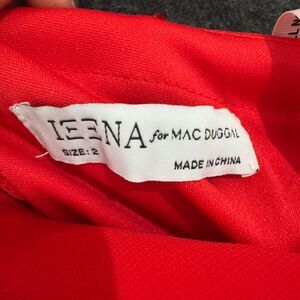 IEENA for MAC DUGGAL
SIZE: 2
MADE IN CHINA